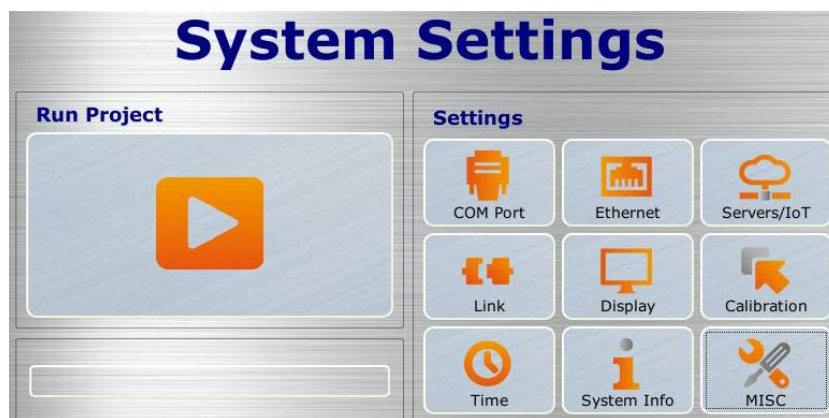 System Settings
Run Project
Settings
COM Port
Ethernet
Servers/IoT
Link
Display
Calibration
Time
System Info
MISC